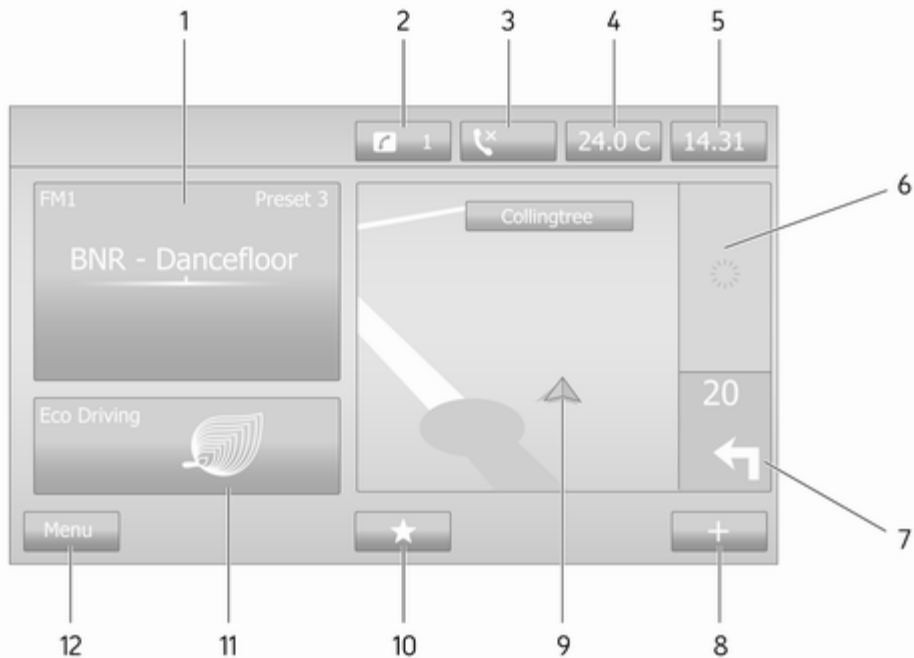 1 2 3 4 5
1 24.0 C 14.31
FM1 Preset 3
Collingtree
6
BNR - Dancefloor
20
Eco Driving
7
Menu
12 11 10 9 8